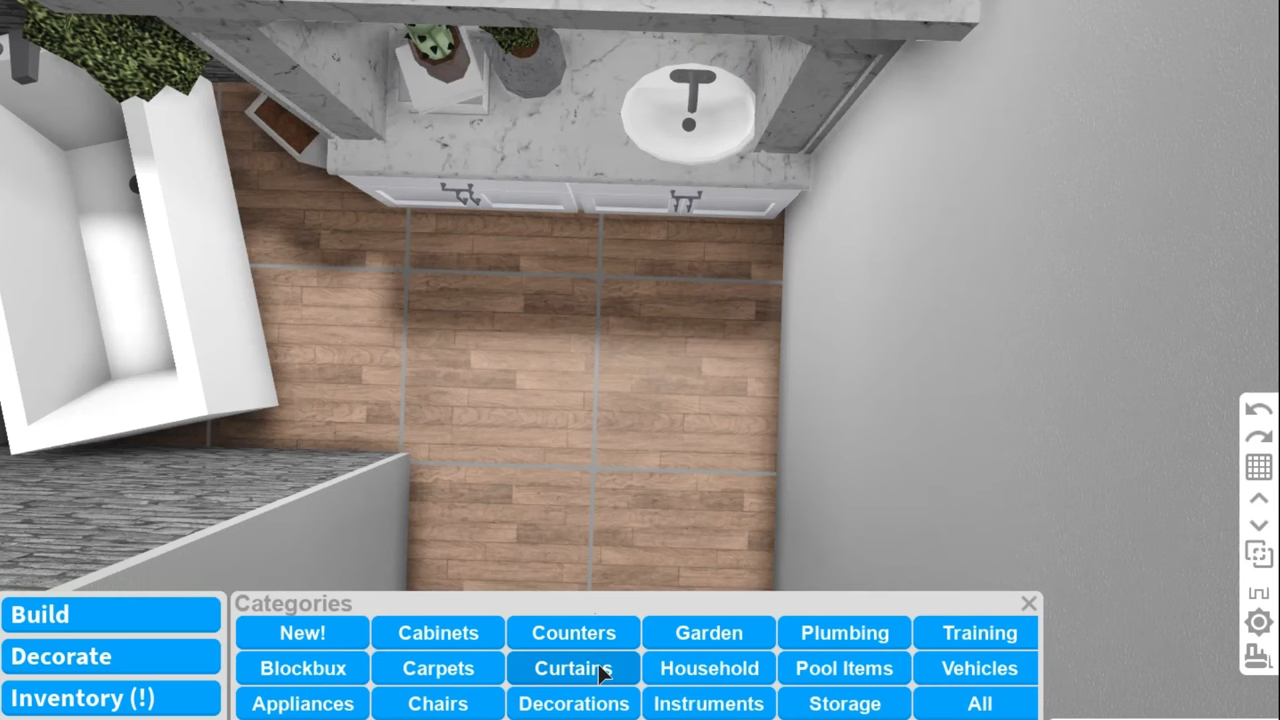 Categories
Build
New! Cabinets Counters Garden Plumbing Training
Decorate
Blockbux Carpets Curtains Household Pool Items Vehicles
Inventory (!)
Appliances Chairs Decorations Instruments Storage All